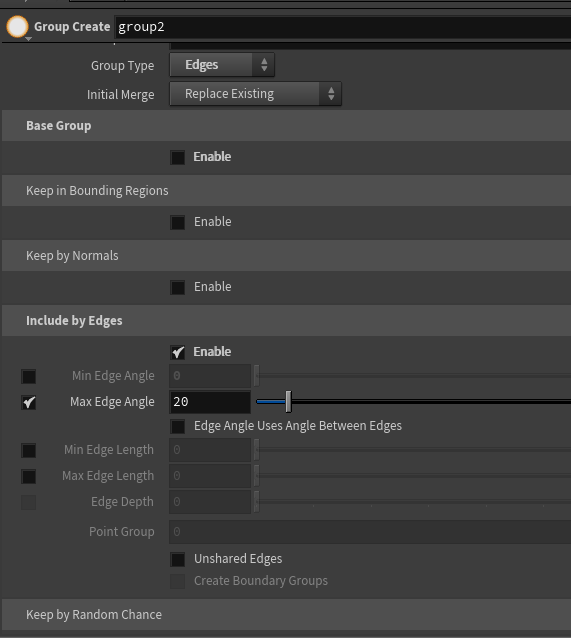 Group Create group2
Group Type Edges
Initial Merge Replace Existing
Base Group
Enable
Keep in Bounding Regions
Enable
Keep by Normals
Enable
Include by Edges
Enable
Min Edge Angle 0
Max Edge Angle 20
Edge Angle Uses Angle Between Edges
Min Edge Length 0
Max Edge Length 0
Edge Depth 0
Point Group 0
Unshared Edges
Create Boundary Groups
Keep by Random Chance